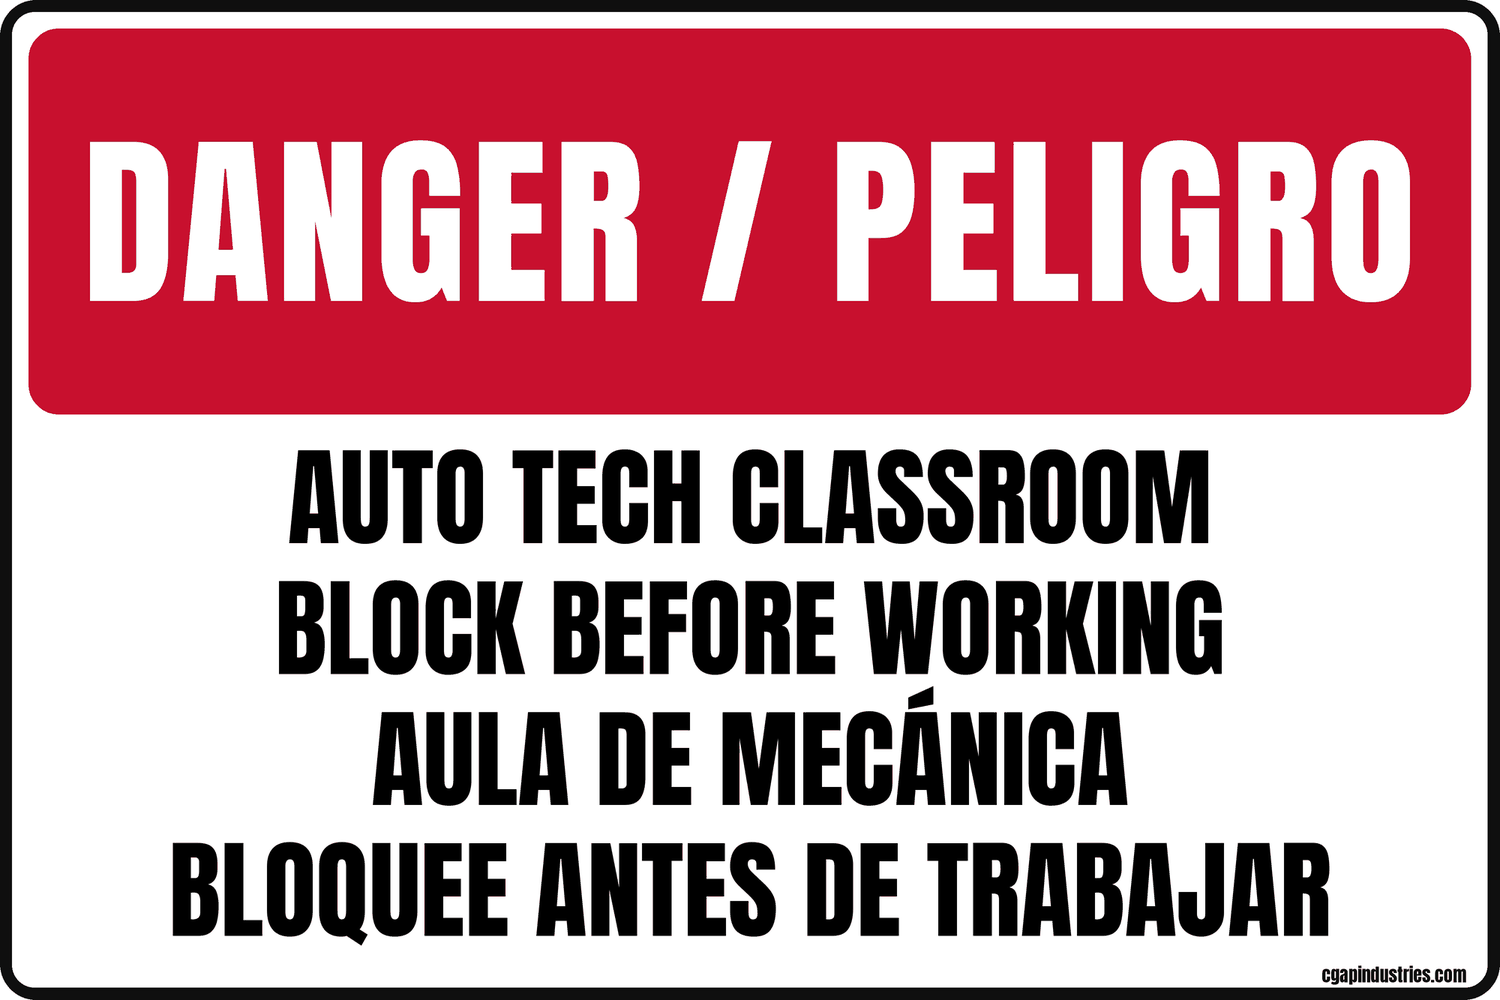 DANGER / PELIGRO
AUTO TECH CLASSROOM
BLOCK BEFORE WORKING
AULA DE MECÁNICA
BLOQUEE ANTES DE TRABAJAR
cgapindustries.com